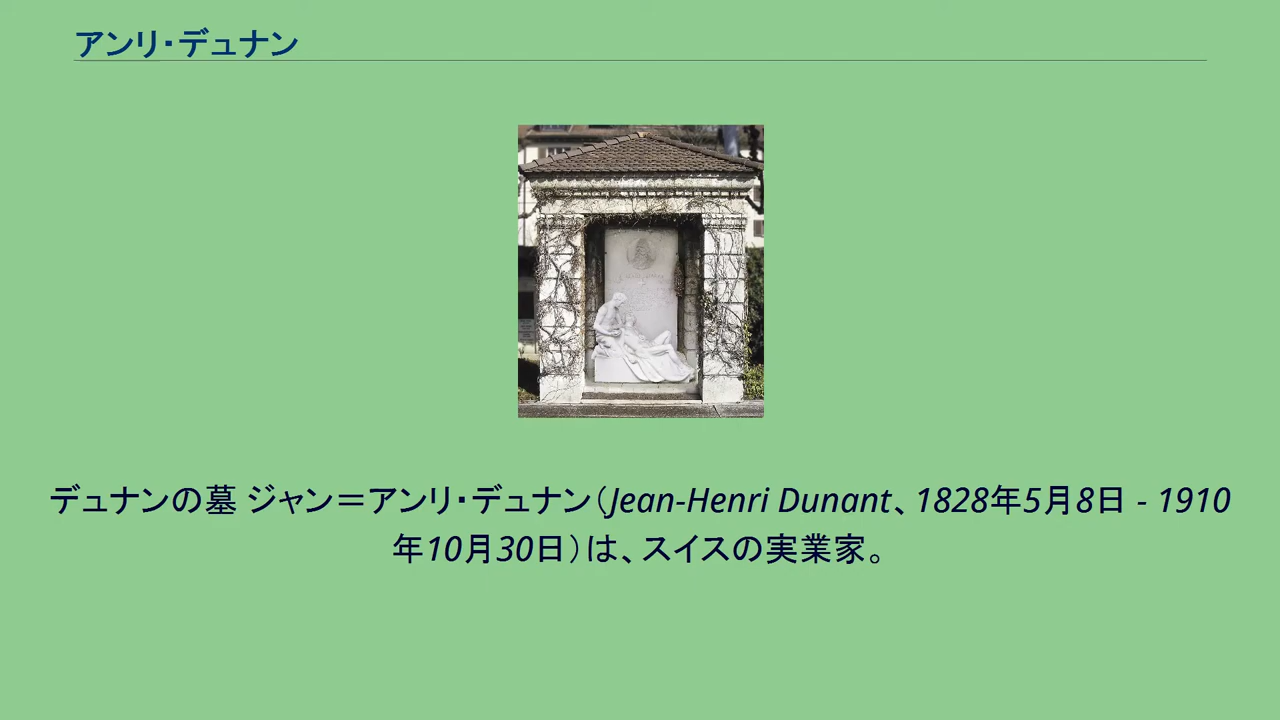 アンリ・デュナン
デュナンの墓 ジャン＝アンリ・デュナン（Jean-Henri Dunant、1828年5月8日 - 1910
年10月30日）は、スイスの実業家。